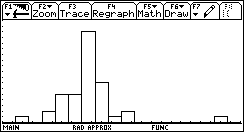 F1▼ F2▼ Zoom F3 Trace F4 Regraph F5▼ Math F6▼ Draw F7▼
MAIN RAD APPROX FUNC